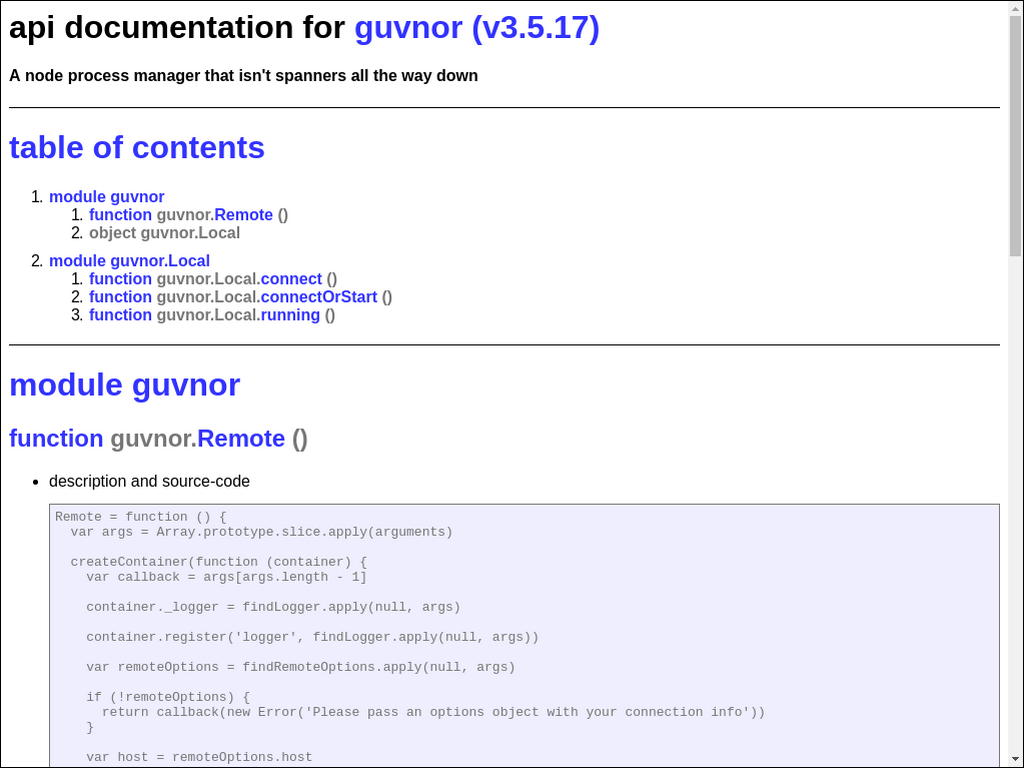 api documentation for guvnor (v3.5.17)
A node process manager that isn't spanners all the way down
table of contents
1. module guvnor
1. function guvnor.Remote ()
2. object guvnor.Local
2. module guvnor.Local
1. function guvnor.Local.connect ()
2. function guvnor.Local.connectOrStart ()
3. function guvnor.Local.running ()
module guvnor
function guvnor.Remote ()
• description and source-code
Remote = function () {
  var args = Array.prototype.slice.apply(arguments)
  createContainer(function (container) {
    var callback = args[args.length - 1]
    container._logger = findLogger.apply(null, args)
    container.register('logger', findLogger.apply(null, args))
    var remoteOptions = findRemoteOptions.apply(null, args)
    if (!remoteOptions) {
      return callback(new Error('Please pass an options object with your connection info'))
    }
    var host = remoteOptions.host